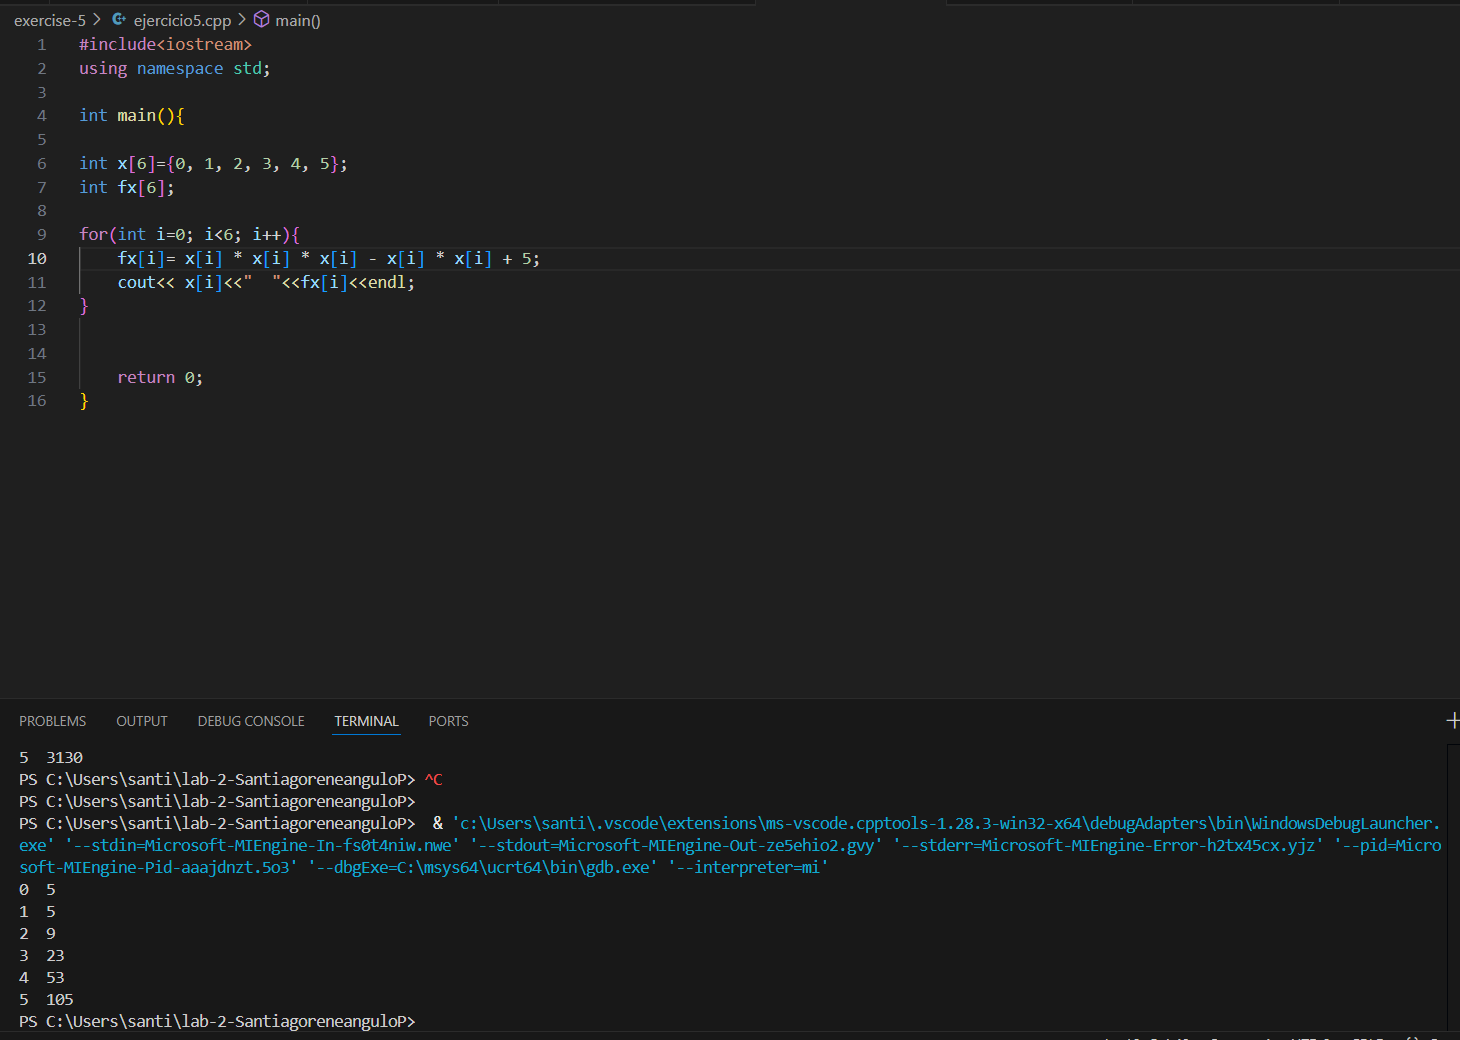 exercise-5 > ejercicio5.cpp > main()
1 #include<iostream>
2 using namespace std;
3
4 int main(){
5
6 int x[6]={0, 1, 2, 3, 4, 5};
7 int fx[6];
8
9 for(int i=0; i<6; i++){
10     fx[i]= x[i] * x[i] * x[i] - x[i] * x[i] + 5;
11     cout<< x[i]<<"  "<<fx[i]<<endl;
12 }
13
14
15     return 0;
16 }
PROBLEMS OUTPUT DEBUG CONSOLE TERMINAL PORTS
5  3130
PS C:\Users\santi\lab-2-SantiagoreneanguloP> ^C
PS C:\Users\santi\lab-2-SantiagoreneanguloP>
PS C:\Users\santi\lab-2-SantiagoreneanguloP>  & 'c:\Users\santi\.vscode\extensions\ms-vscode.cpptools-1.28.3-win32-x64\debugAdapters\bin\WindowsDebugLauncher.
exe' '--stdin=Microsoft-MIEngine-In-fs0t4niw.nwe' '--stdout=Microsoft-MIEngine-Out-ze5ehio2.gvy' '--stderr=Microsoft-MIEngine-Error-h2tx45cx.yjz' '--pid=Micro
soft-MIEngine-Pid-aaajdnzt.5o3' '--dbgExe=C:\msys64\ucrt64\bin\gdb.exe' '--interpreter=mi'
0  5
1  5
2  9
3  23
4  53
5  105
PS C:\Users\santi\lab-2-SantiagoreneanguloP>